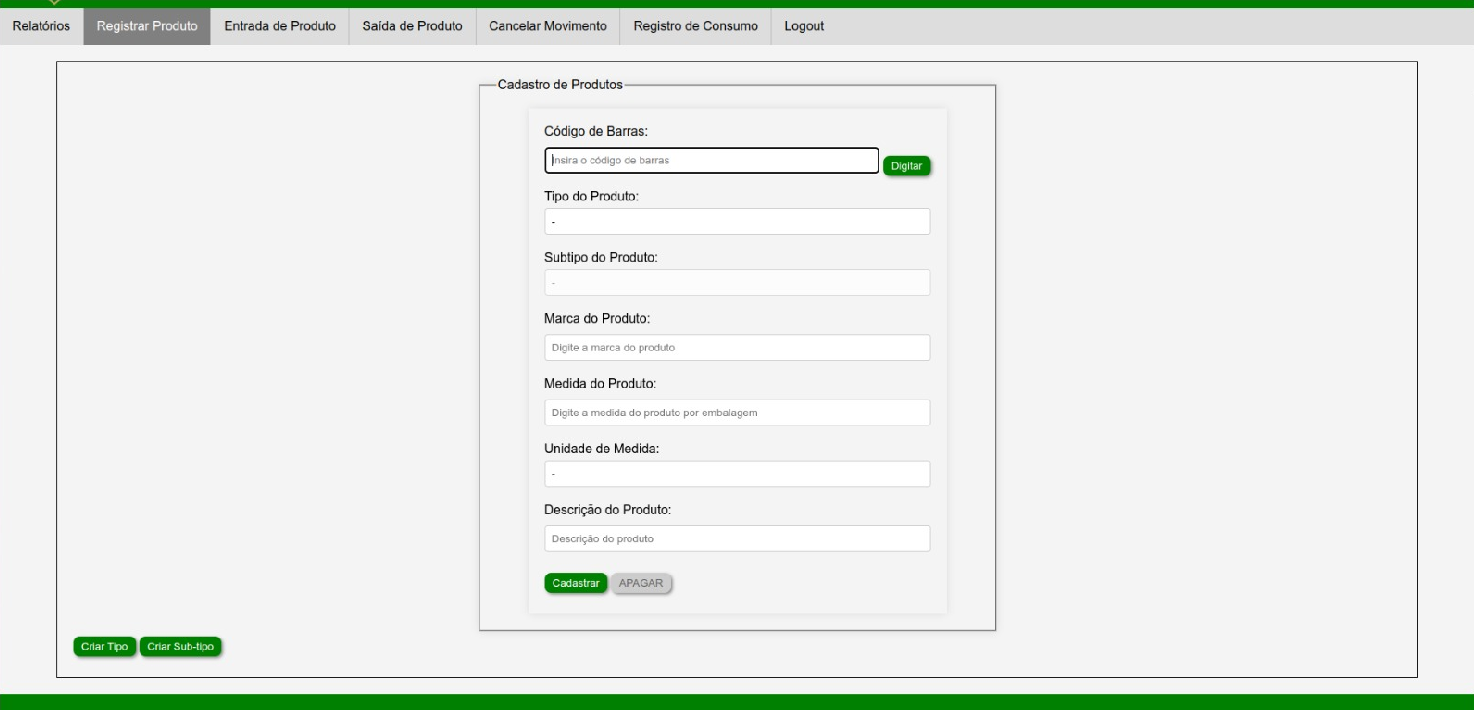 Relatórios Registrar Produto Entrada de Produto Saída de Produto Cancelar Movimento Registro de Consumo Logout
Cadastro de Produtos
Código de Barras:
Insira o código de barras Digitar
Tipo do Produto:
-
Subtipo do Produto:
-
Marca do Produto:
Digite a marca do produto
Medida do Produto:
Digite a medida do produto por embalagem
Unidade de Medida:
-
Descrição do Produto:
Descrição do produto
Cadastrar APAGAR
Criar Tipo Criar Sub-tipo